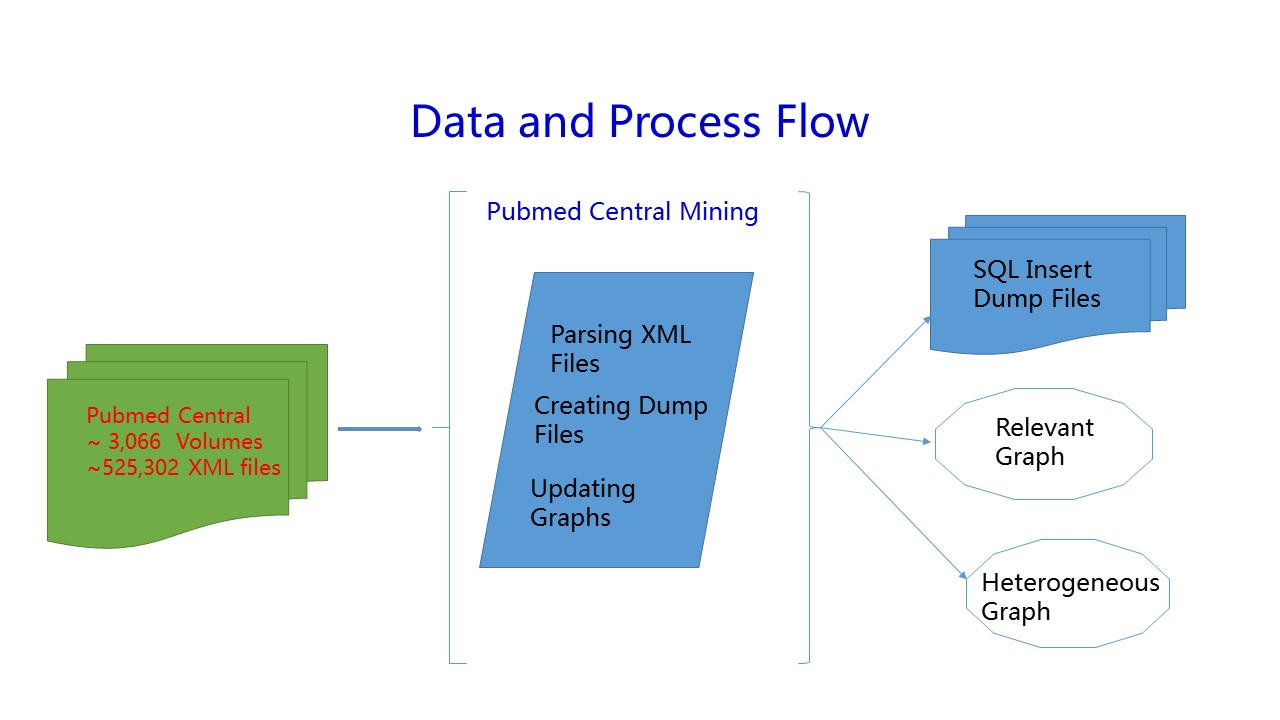 Data and Process Flow
Pubmed Central
~ 3,066 Volumes
~525,302 XML files
Pubmed Central Mining
Parsing XML
Files
Creating Dump
Files
Updating
Graphs
SQL Insert
Dump Files
Relevant
Graph
Heterogeneous
Graph